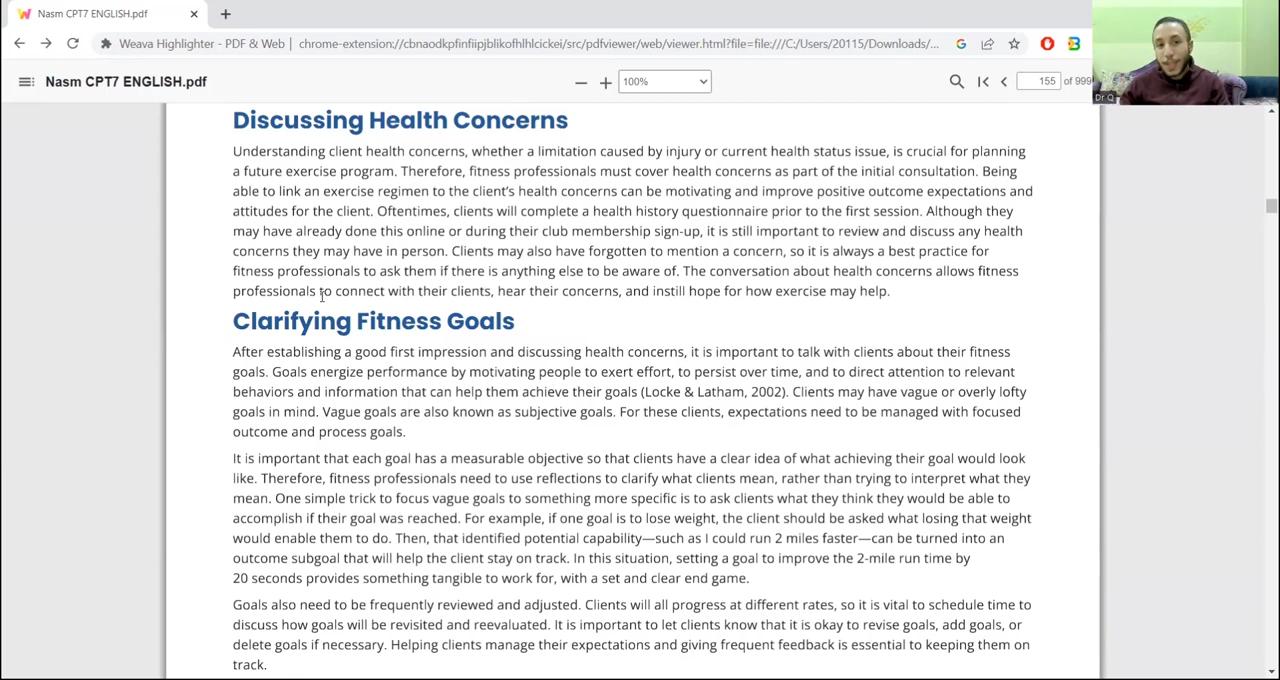 Nasm CPT7 ENGLISH.pdf
Weava Highlighter - PDF & Web | chrome-extension://cbnaodkpfinfiipjblikofhlhlcickei/src/pdfviewer/web/viewer.html?file=file:///C:/Users/20115/Downloads/...
Nasm CPT7 ENGLISH.pdf
100%
155 of 999
Dr Q
Discussing Health Concerns
Understanding client health concerns, whether a limitation caused by injury or current health status issue, is crucial for planning
a future exercise program. Therefore, fitness professionals must cover health concerns as part of the initial consultation. Being
able to link an exercise regimen to the client's health concerns can be motivating and improve positive outcome expectations and
attitudes for the client. Oftentimes, clients will complete a health history questionnaire prior to the first session. Although they
may have already done this online or during their club membership sign-up, it is still important to review and discuss any health
concerns they may have in person. Clients may also have forgotten to mention a concern, so it is always a best practice for
fitness professionals to ask them if there is anything else to be aware of. The conversation about health concerns allows fitness
professionals to connect with their clients, hear their concerns, and instill hope for how exercise may help.
Clarifying Fitness Goals
After establishing a good first impression and discussing health concerns, it is important to talk with clients about their fitness
goals. Goals energize performance by motivating people to exert effort, to persist over time, and to direct attention to relevant
behaviors and information that can help them achieve their goals (Locke & Latham, 2002). Clients may have vague or overly lofty
goals in mind. Vague goals are also known as subjective goals. For these clients, expectations need to be managed with focused
outcome and process goals.
It is important that each goal has a measurable objective so that clients have a clear idea of what achieving their goal would look
like. Therefore, fitness professionals need to use reflections to clarify what clients mean, rather than trying to interpret what they
mean. One simple trick to focus vague goals to something more specific is to ask clients what they think they would be able to
accomplish if their goal was reached. For example, if one goal is to lose weight, the client should be asked what losing that weight
would enable them to do. Then, that identified potential capability—such as I could run 2 miles faster—can be turned into an
outcome subgoal that will help the client stay on track. In this situation, setting a goal to improve the 2-mile run time by
20 seconds provides something tangible to work for, with a set and clear end game.
Goals also need to be frequently reviewed and adjusted. Clients will all progress at different rates, so it is vital to schedule time to
discuss how goals will be revisited and reevaluated. It is important to let clients know that it is okay to revise goals, add goals, or
delete goals if necessary. Helping clients manage their expectations and giving frequent feedback is essential to keeping them on
track.